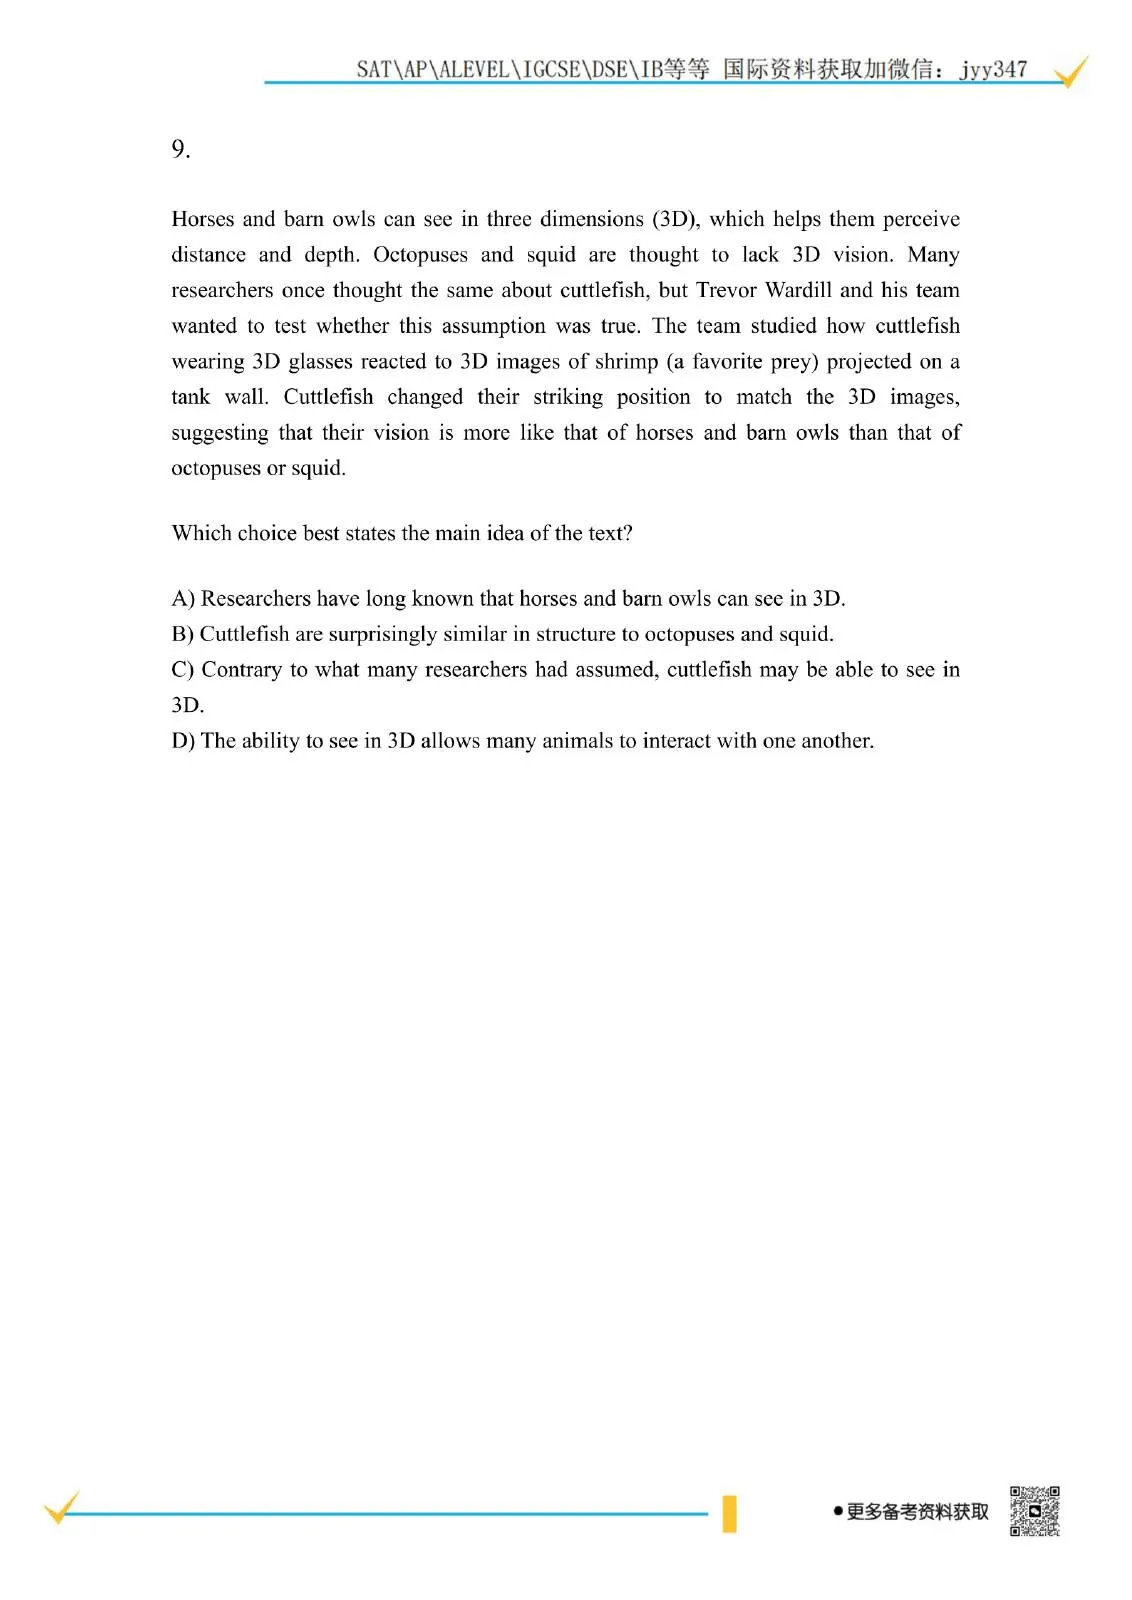 SAT\AP\ALEVEL\IGCSE\DSE\IB等等 国际资料获取加微信：jyy347
9.
Horses and barn owls can see in three dimensions (3D), which helps them perceive
distance and depth. Octopuses and squid are thought to lack 3D vision. Many
researchers once thought the same about cuttlefish, but Trevor Wardill and his team
wanted to test whether this assumption was true. The team studied how cuttlefish
wearing 3D glasses reacted to 3D images of shrimp (a favorite prey) projected on a
tank wall. Cuttlefish changed their striking position to match the 3D images,
suggesting that their vision is more like that of horses and barn owls than that of
octopuses or squid.
Which choice best states the main idea of the text?
A) Researchers have long known that horses and barn owls can see in 3D.
B) Cuttlefish are surprisingly similar in structure to octopuses and squid.
C) Contrary to what many researchers had assumed, cuttlefish may be able to see in
3D.
D) The ability to see in 3D allows many animals to interact with one another.
●更多备考资料获取